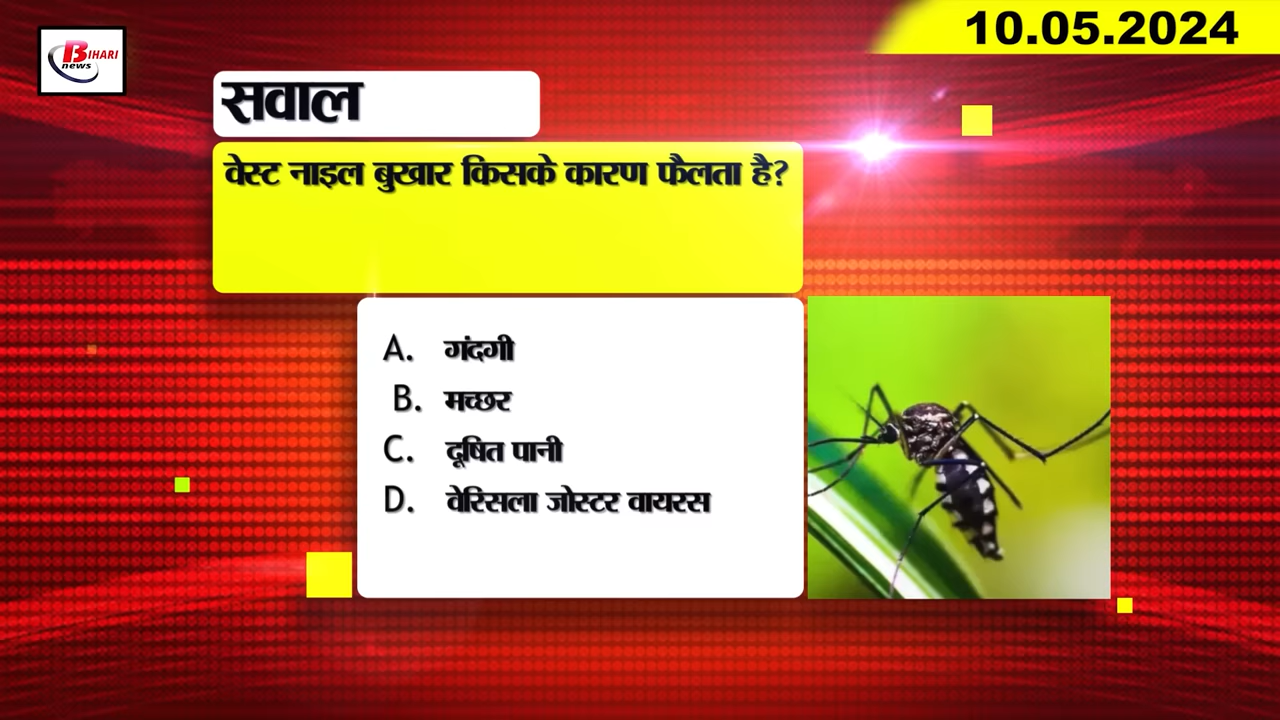 BIHARI
news
10.05.2024
सवाल
वेस्ट नाइल बुखार किसके कारण फैलता है?
A. गंदगी
B. मच्छर
C. दूषित पानी
D. वेरिसला जोस्टर वायरस